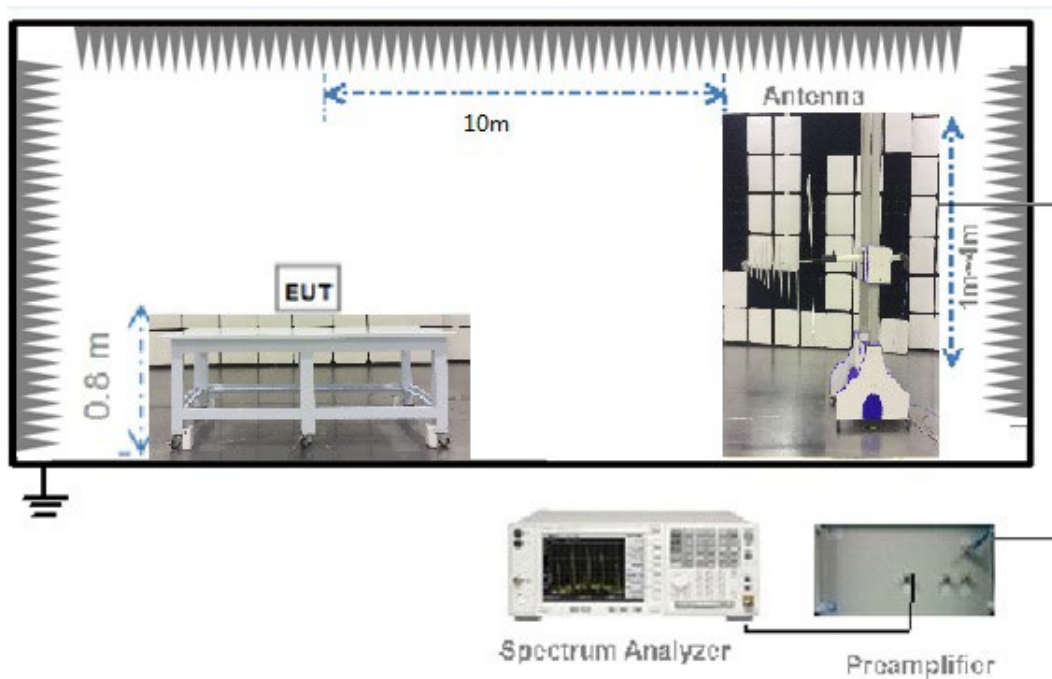 10m
Antenna
EUT
0.8 m
1m~4m
Spectrum Analyzer
Preamplifier